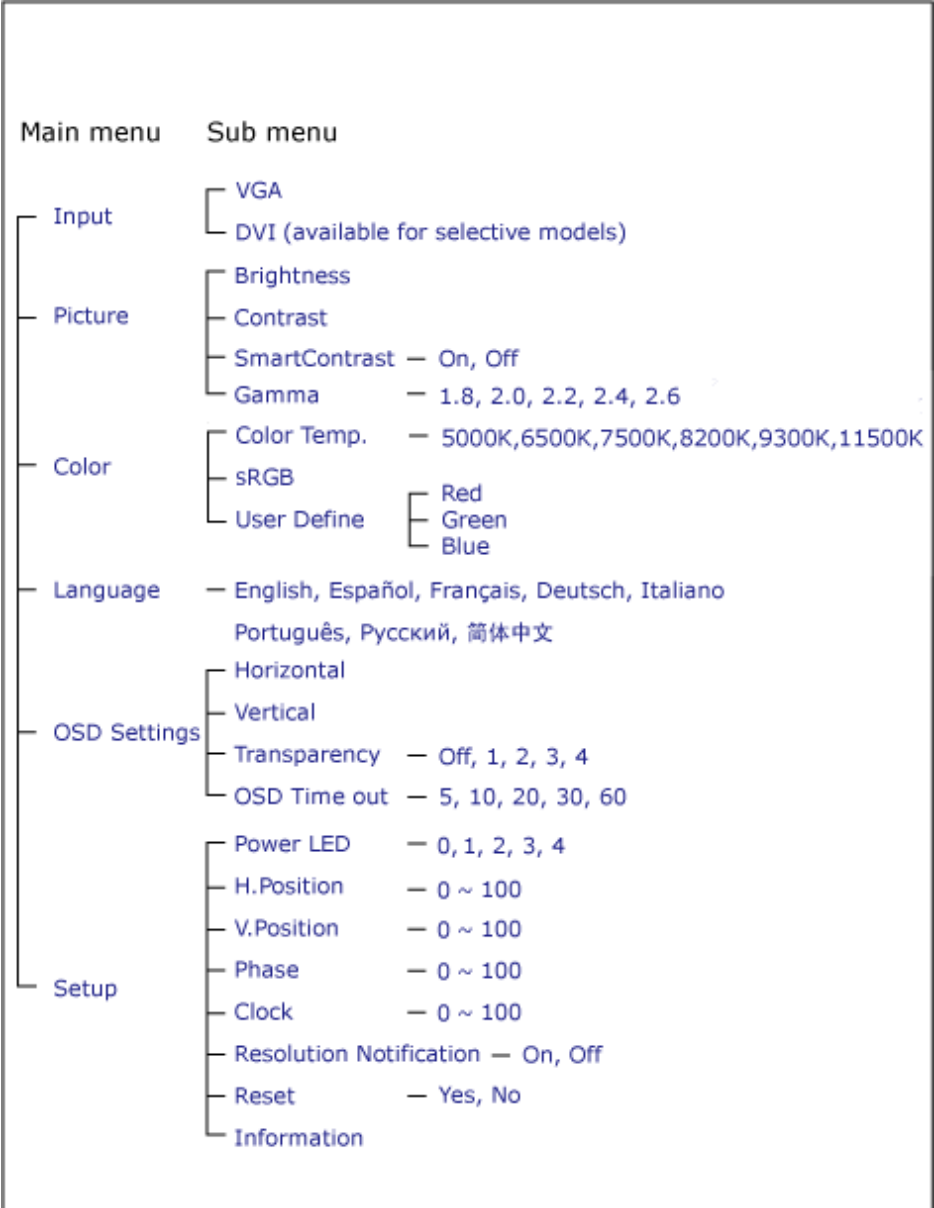 Main menu Sub menu
Input
VGA
DVI (available for selective models)
Picture
Brightness
Contrast
SmartContrast — On, Off
Gamma — 1.8, 2.0, 2.2, 2.4, 2.6
Color
Color Temp. — 5000K,6500K,7500K,8200K,9300K,11500K
sRGB
User Define
Red
Green
Blue
Language — English, Español, Français, Deutsch, Italiano
Português, Русский, 简体中文
OSD Settings
Horizontal
Vertical
Transparency — Off, 1, 2, 3, 4
OSD Time out — 5, 10, 20, 30, 60
Setup
Power LED — 0, 1, 2, 3, 4
H.Position — 0 ~ 100
V.Position — 0 ~ 100
Phase — 0 ~ 100
Clock — 0 ~ 100
Resolution Notification — On, Off
Reset — Yes, No
Information